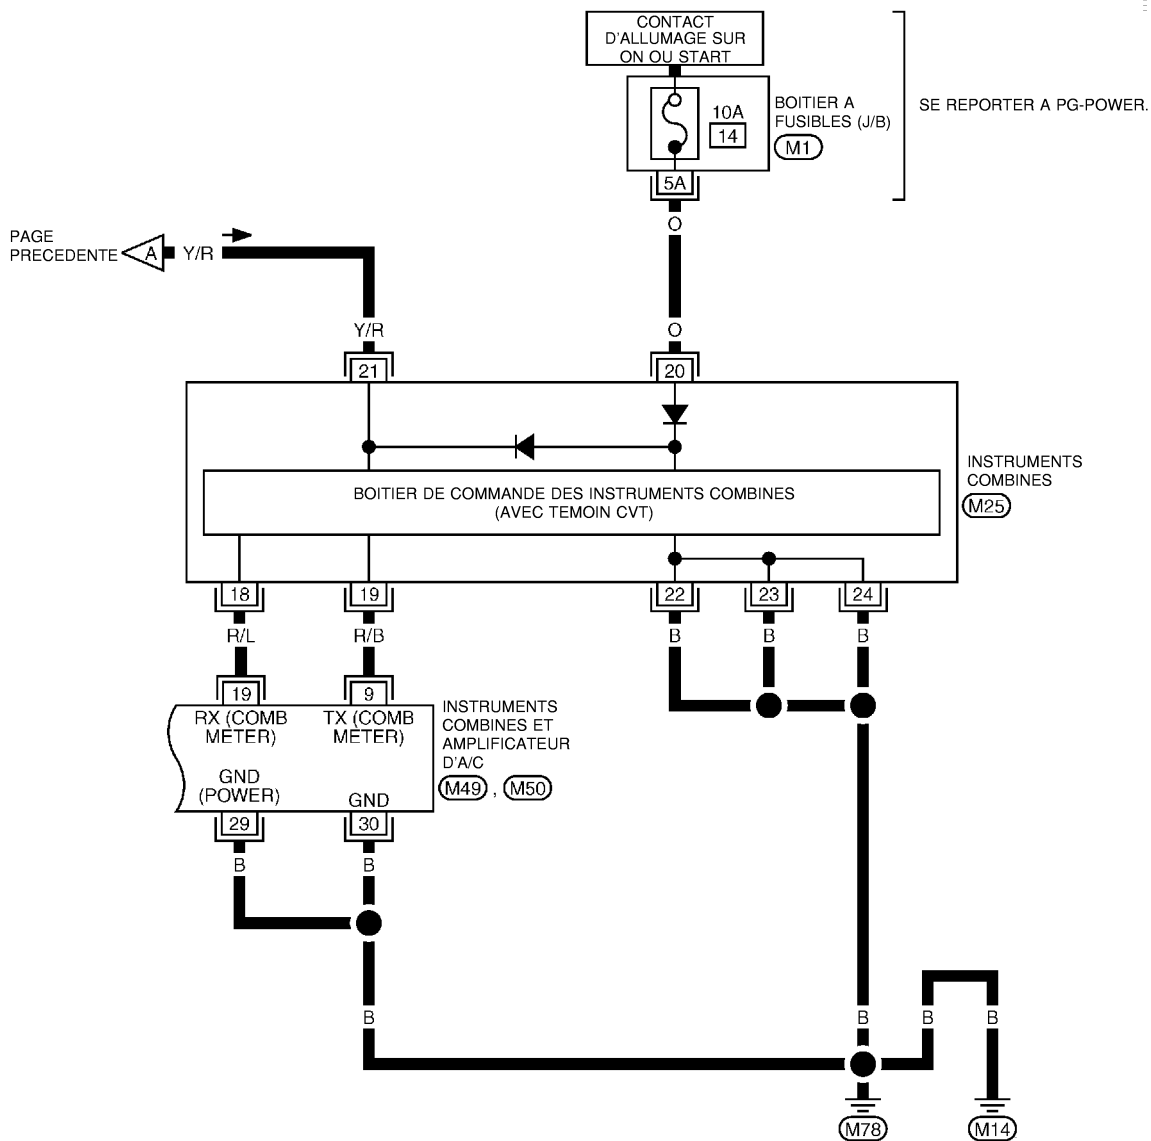 CONTACT
D'ALLUMAGE SUR
ON OU START
10A
14
BOITIER A
FUSIBLES (J/B)
M1
SE REPORTER A PG-POWER.
5A
O
PAGE
PRECEDENTE
A
Y/R
Y/R
O
21
20
BOITIER DE COMMANDE DES INSTRUMENTS COMBINES
(AVEC TEMOIN CVT)
INSTRUMENTS
COMBINES
M25
18
19
22
23
24
R/L
R/B
B
B
B
19
9
RX (COMB
METER)
TX (COMB
METER)
GND
(POWER)
GND
INSTRUMENTS
COMBINES ET
AMPLIFICATEUR
D'A/C
M49 , M50
29
30
B
B
B
B
B
B
M78
M14